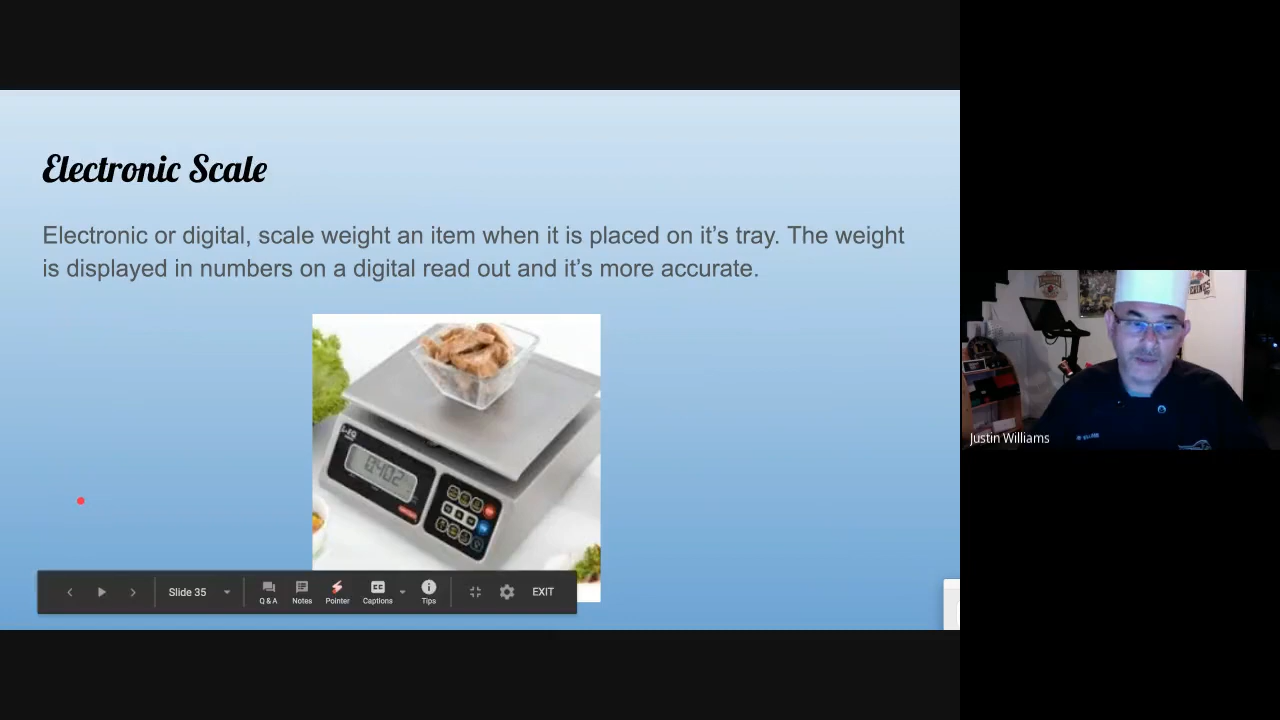 Electronic Scale
Electronic or digital, scale weight an item when it is placed on it’s tray. The weight
is displayed in numbers on a digital read out and it’s more accurate.
0.402
Slide 35
Q & A
Notes
Pointer
Captions
Tips
EXIT
Justin Williams